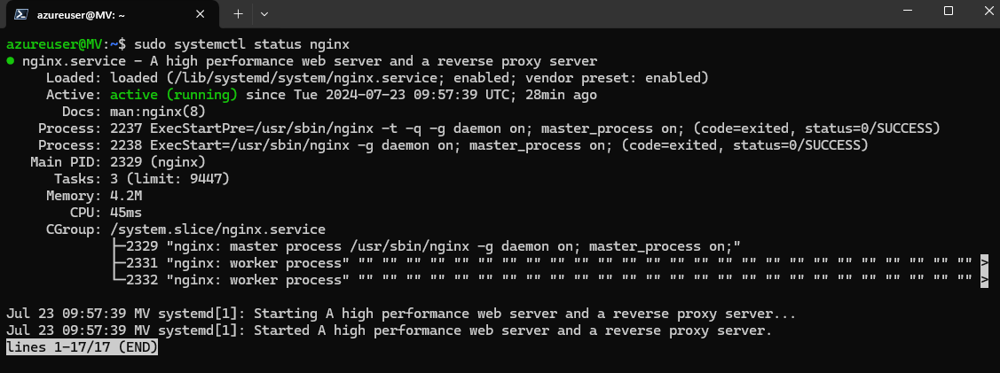 azureuser@MV: ~
azureuser@MV:~$ sudo systemctl status nginx
● nginx.service - A high performance web server and a reverse proxy server
Loaded: loaded (/lib/systemd/system/nginx.service; enabled; vendor preset: enabled)
Active: active (running) since Tue 2024-07-23 09:57:39 UTC; 28min ago
Docs: man:nginx(8)
Process: 2237 ExecStartPre=/usr/sbin/nginx -t -q -g daemon on; master_process on; (code=exited, status=0/SUCCESS)
Process: 2238 ExecStart=/usr/sbin/nginx -g daemon on; master_process on; (code=exited, status=0/SUCCESS)
Main PID: 2329 (nginx)
Tasks: 3 (limit: 9447)
Memory: 4.2M
CPU: 45ms
CGroup: /system.slice/nginx.service
├─2329 "nginx: master process /usr/sbin/nginx -g daemon on; master_process on;"
├─2331 "nginx: worker process" "" "" "" "" "" "" "" "" "" "" "" "" "" "" "" "" "" "" "" "" "" "" "" "" "" "" >
└─2332 "nginx: worker process" "" "" "" "" "" "" "" "" "" "" "" "" "" "" "" "" "" "" "" "" "" "" "" "" "" "" >
Jul 23 09:57:39 MV systemd[1]: Starting A high performance web server and a reverse proxy server...
Jul 23 09:57:39 MV systemd[1]: Started A high performance web server and a reverse proxy server.
lines 1-17/17 (END)